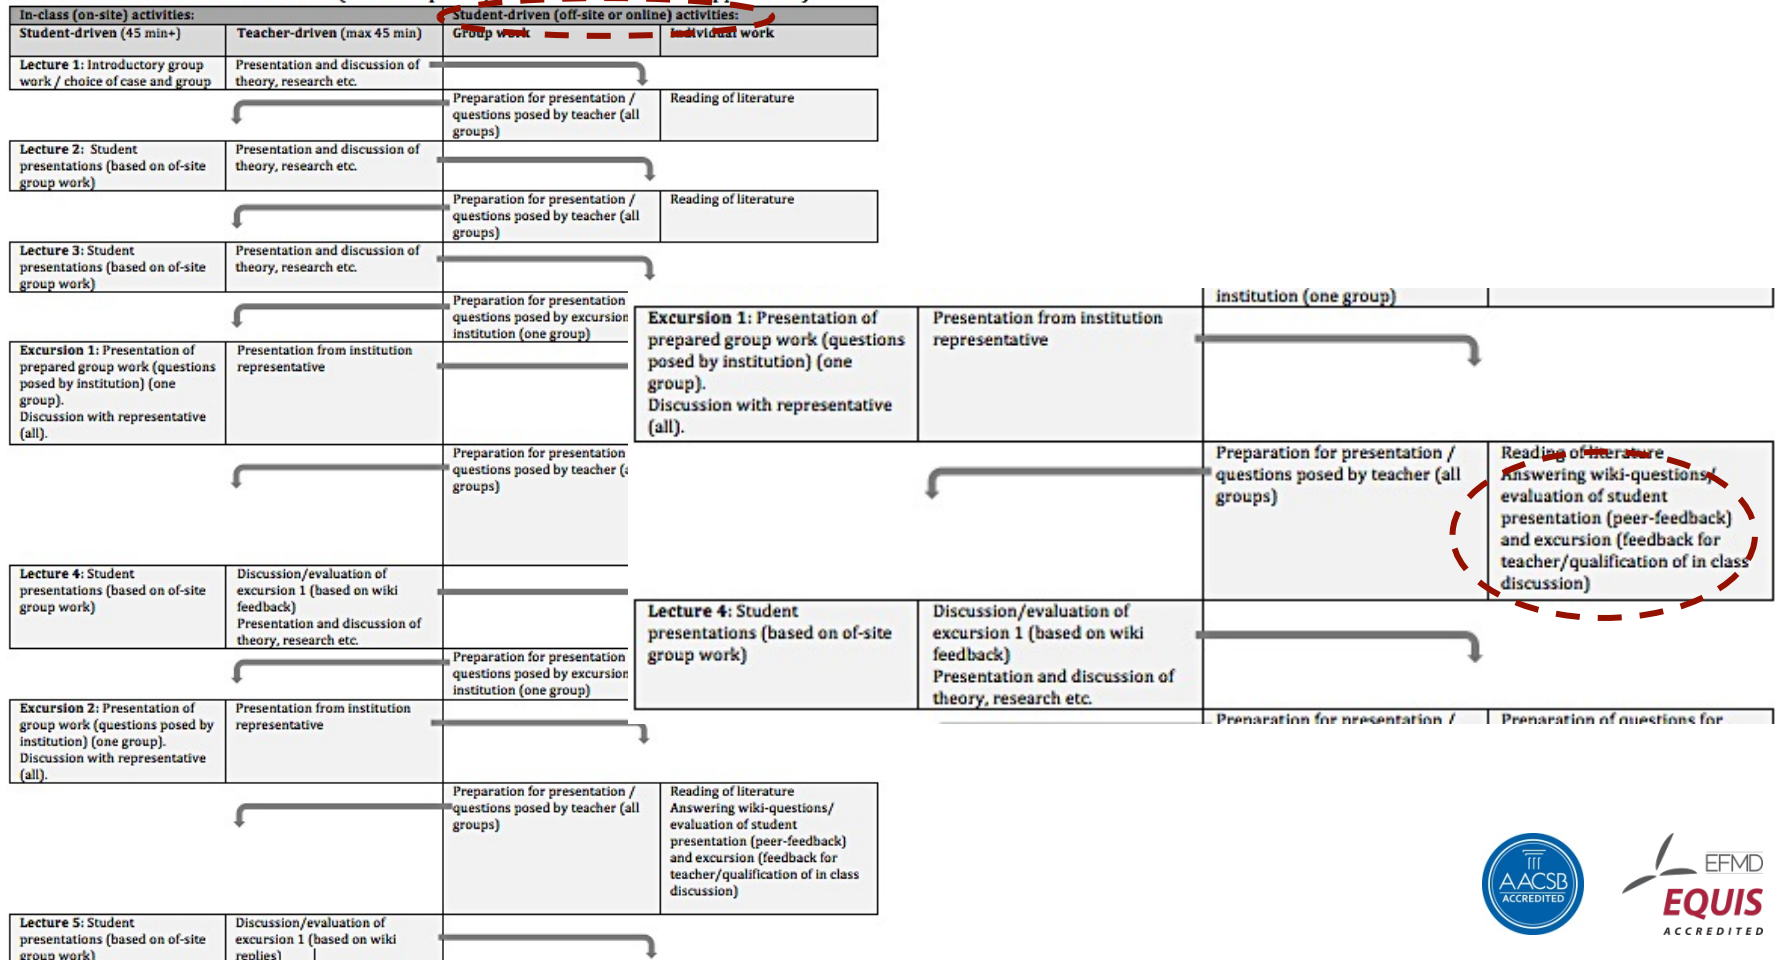 In-class (on-site) activities:
Student-driven (off-site or online) activities:
Student-driven (45 min+)
Teacher-driven (max 45 min)
Group work
Individual work
Lecture 1: Introductory group
work / choice of case and group
Presentation and discussion of
theory, research etc.
Preparation for presentation /
questions posed by teacher (all
groups)
Reading of literature
Lecture 2: Student
presentations (based on of-site
group work)
Presentation and discussion of
theory, research etc.
Preparation for presentation /
questions posed by teacher (all
groups)
Reading of literature
Lecture 3: Student
presentations (based on of-site
group work)
Presentation and discussion of
theory, research etc.
Preparation for presentation
questions posed by excursion
institution (one group)
Excursion 1: Presentation of
prepared group work (questions
posed by institution) (one
group).
Discussion with representative
(all).
Presentation from institution
representative
Preparation for presentation
questions posed by teacher (a
groups)
Lecture 4: Student
presentations (based on of-site
group work)
Discussion/evaluation of
excursion 1 (based on wiki
feedback)
Presentation and discussion of
theory, research etc.
Preparation for presentation
questions posed by excursion
institution (one group)
Excursion 2: Presentation of
group work (questions posed by
institution) (one group).
Discussion with representative
(all).
Presentation from institution
representative
Preparation for presentation /
questions posed by teacher (all
groups)
Reading of literature
Answering wiki-questions/
evaluation of student
presentation (peer-feedback)
and excursion (feedback for
teacher/qualification of in class
discussion)
Lecture 5: Student
presentations (based on of-site
group work)
Discussion/evaluation of
excursion 1 (based on wiki
replies)
institution (one group)
Excursion 1: Presentation of
prepared group work (questions
posed by institution) (one
group).
Discussion with representative
(all).
Presentation from institution
representative
Preparation for presentation /
questions posed by teacher (all
groups)
Reading of literature
Answering wiki-questions/
evaluation of student
presentation (peer-feedback)
and excursion (feedback for
teacher/qualification of in class
discussion)
Lecture 4: Student
presentations (based on of-site
group work)
Discussion/evaluation of
excursion 1 (based on wiki
feedback)
Presentation and discussion of
theory, research etc.
Preparation for presentation /
Preparation of questions for
AACSB
ACCREDITED
EFMD
EQUIS
ACCREDITED